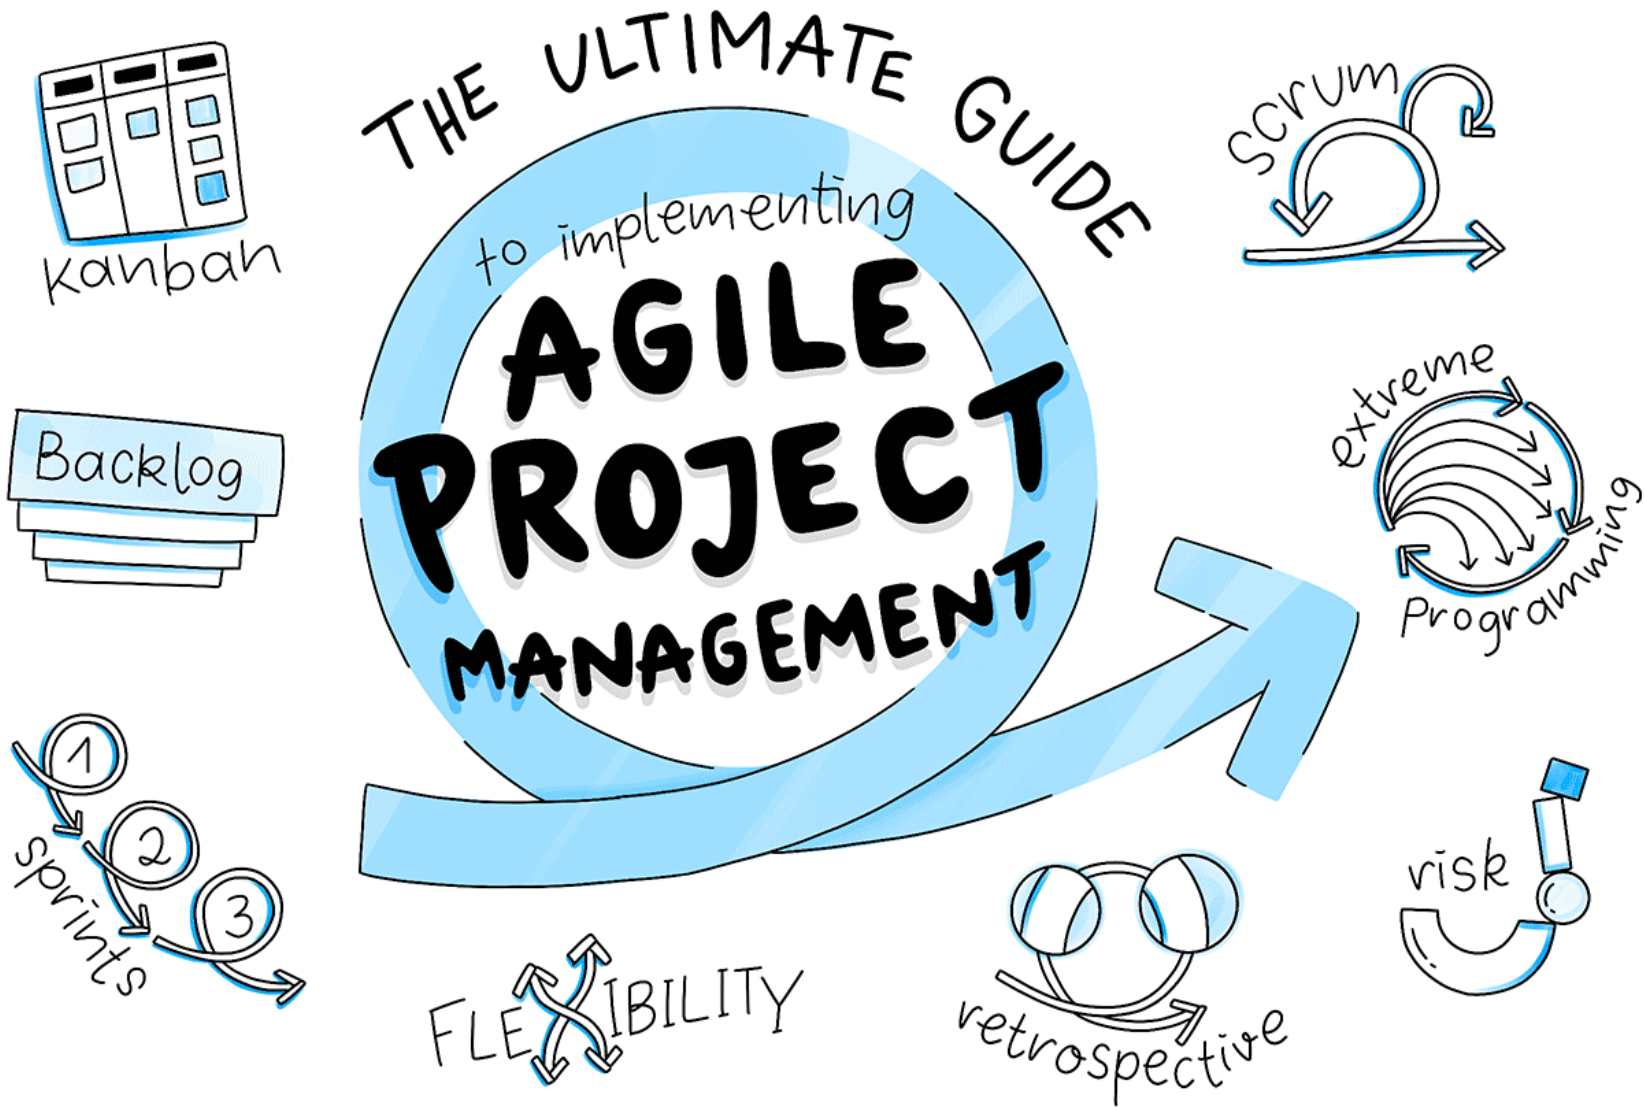 THE ULTIMATE GUIDE
to implementing
AGILE
PROJECT
MANAGEMENT
kanban
Backlog
1
2
3
sprints
FLEXIBILITY
retrospective
risk
extreme
Programming
scrum